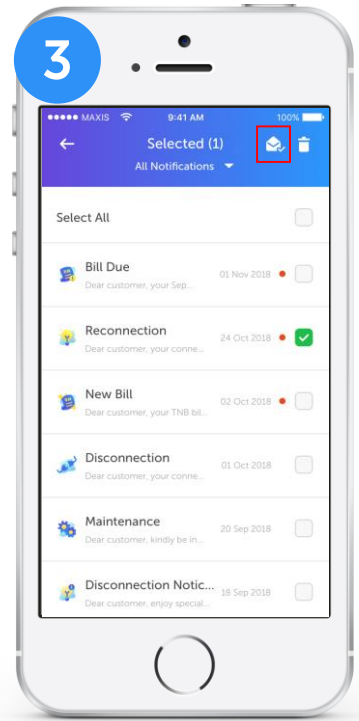 3
MAXIS 9:41 AM 100%
Selected (1)
All Notifications
Select All
Bill Due
Dear customer, your Sep...
01 Nov 2018
Reconnection
Dear customer, your conne...
24 Oct 2018
New Bill
Dear customer, your TNB bil...
02 Oct 2018
Disconnection
Dear customer, your conne...
01 Oct 2018
Maintenance
Dear customer, kindly be in...
20 Sep 2018
Disconnection Notic...
Dear customer, enjoy special...
18 Sep 2018